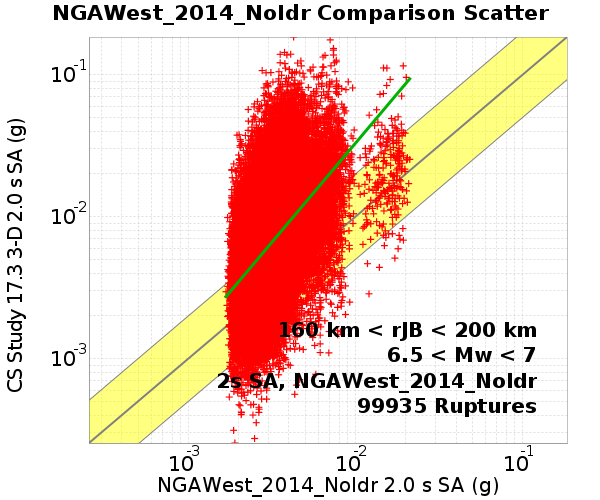 NGAWest_2014_NoIdr Comparison Scatter
CS Study 17.3 3-D 2.0 s SA (g)
10-1
10-2
10-3
160 km < rJB < 200 km
6.5 < Mw < 7
2s SA, NGAWest_2014_NoIdr
99935 Ruptures
10-3 10-2 10-1
NGAWest_2014_NoIdr 2.0 s SA (g)